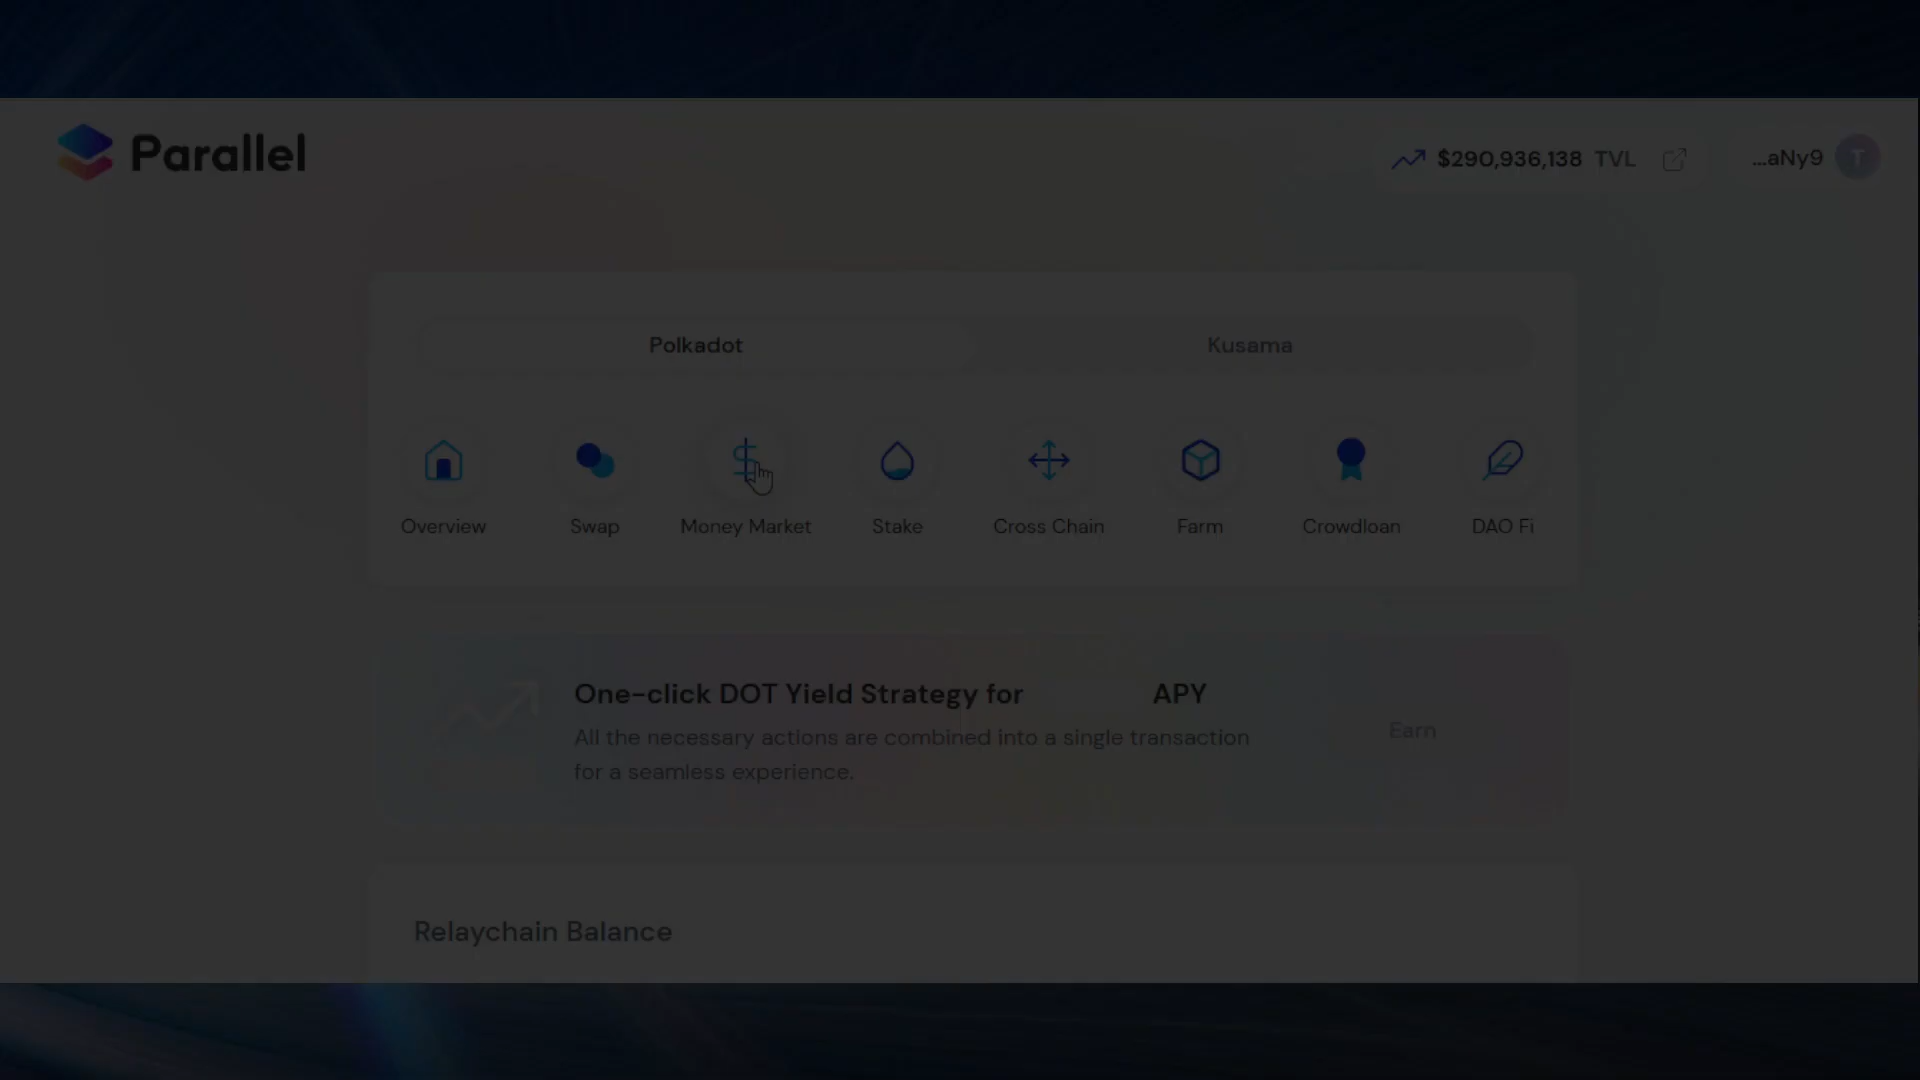 Parallel
$290,936,138 TVL
...aNy9
T
Polkadot
Kusama
Overview
Swap
Money Market
Stake
Cross Chain
Farm
Crowdloan
DAO Fi
One-click DOT Yield Strategy for APY
All the necessary actions are combined into a single transaction
for a seamless experience.
Earn
Relaychain Balance